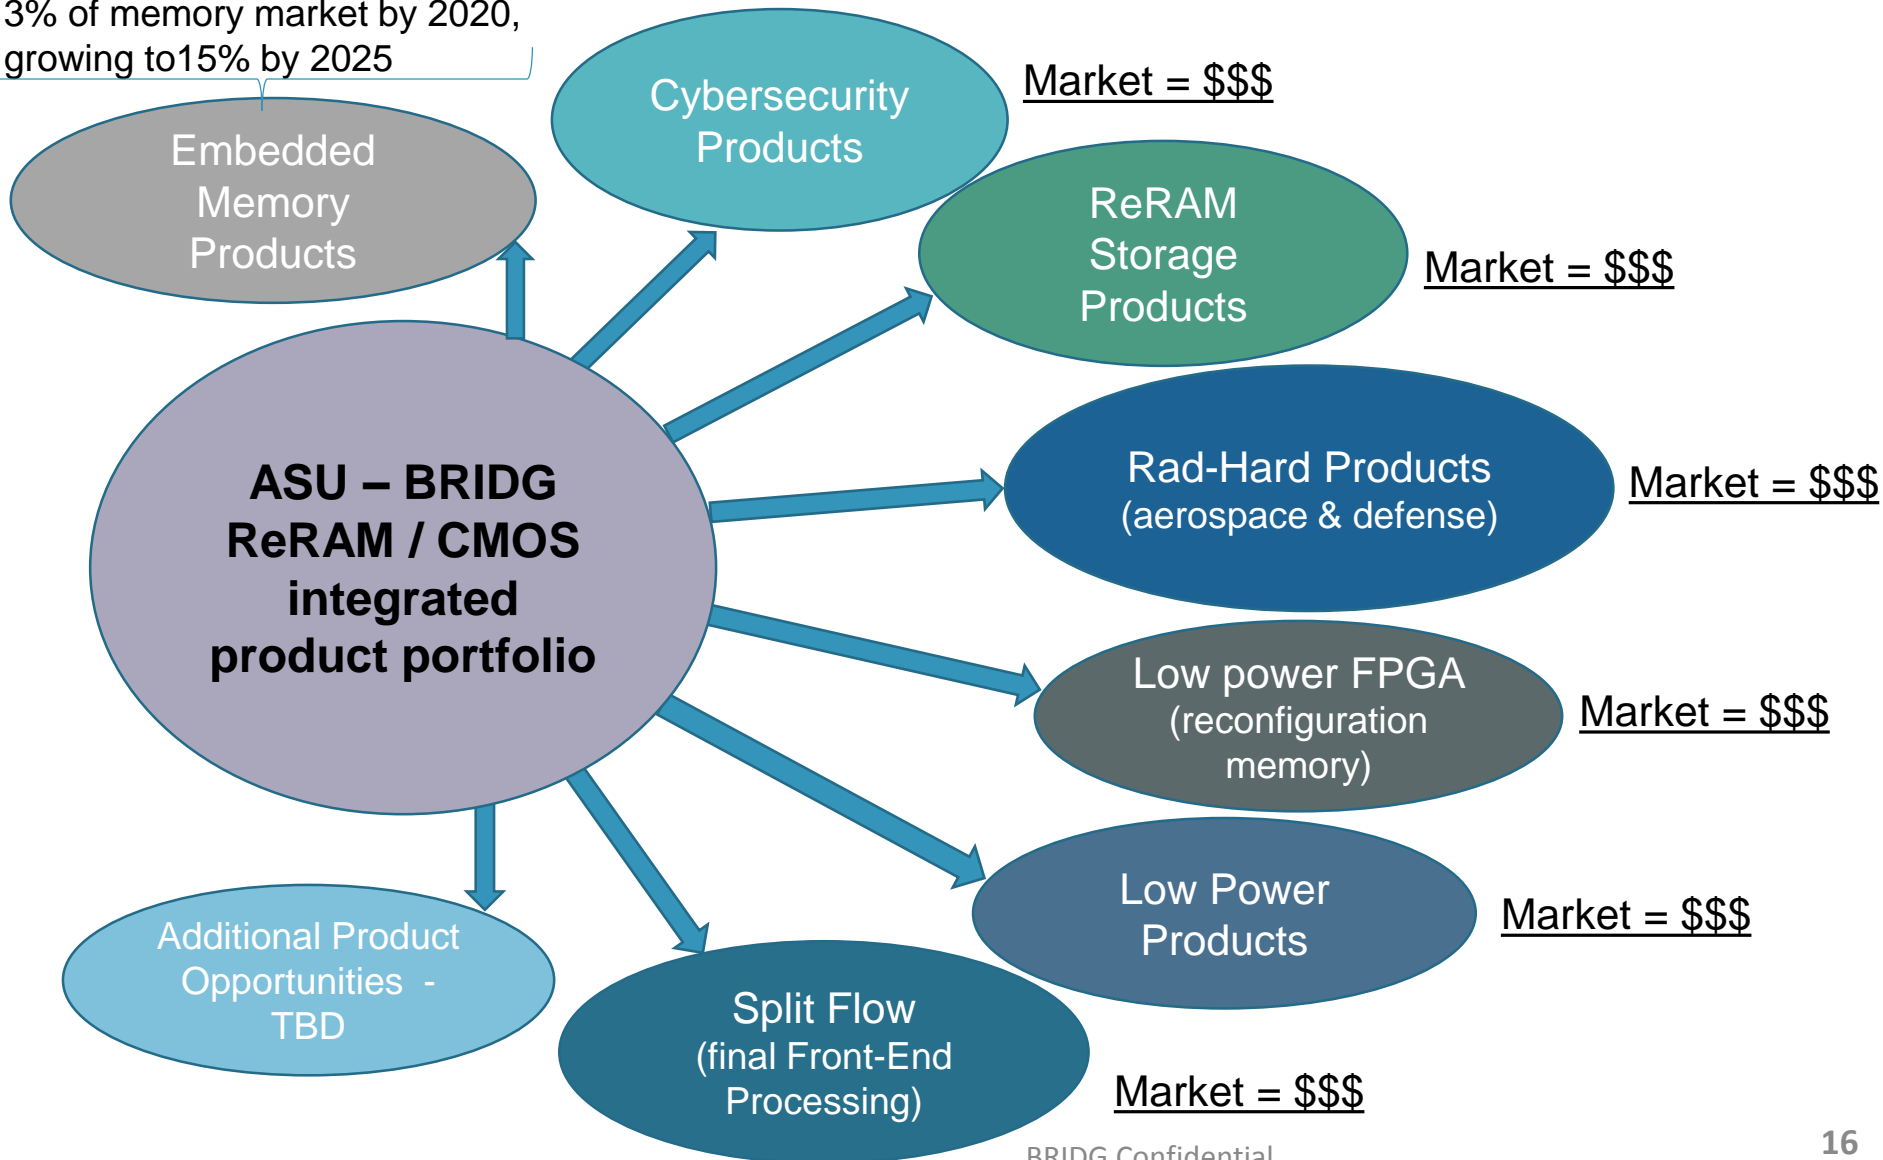 3% of memory market by 2020,
growing to15% by 2025
Embedded
Memory
Products
Cybersecurity
Products
Market = $$$
ReRAM
Storage
Products
Market = $$$
ASU – BRIDG
ReRAM / CMOS
integrated
product portfolio
Rad-Hard Products
(aerospace & defense)
Market = $$$
Low power FPGA
(reconfiguration
memory)
Market = $$$
Low Power
Products
Market = $$$
Additional Product
Opportunities -
TBD
Split Flow
(final Front-End
Processing)
Market = $$$
BRIDG Confidential
16